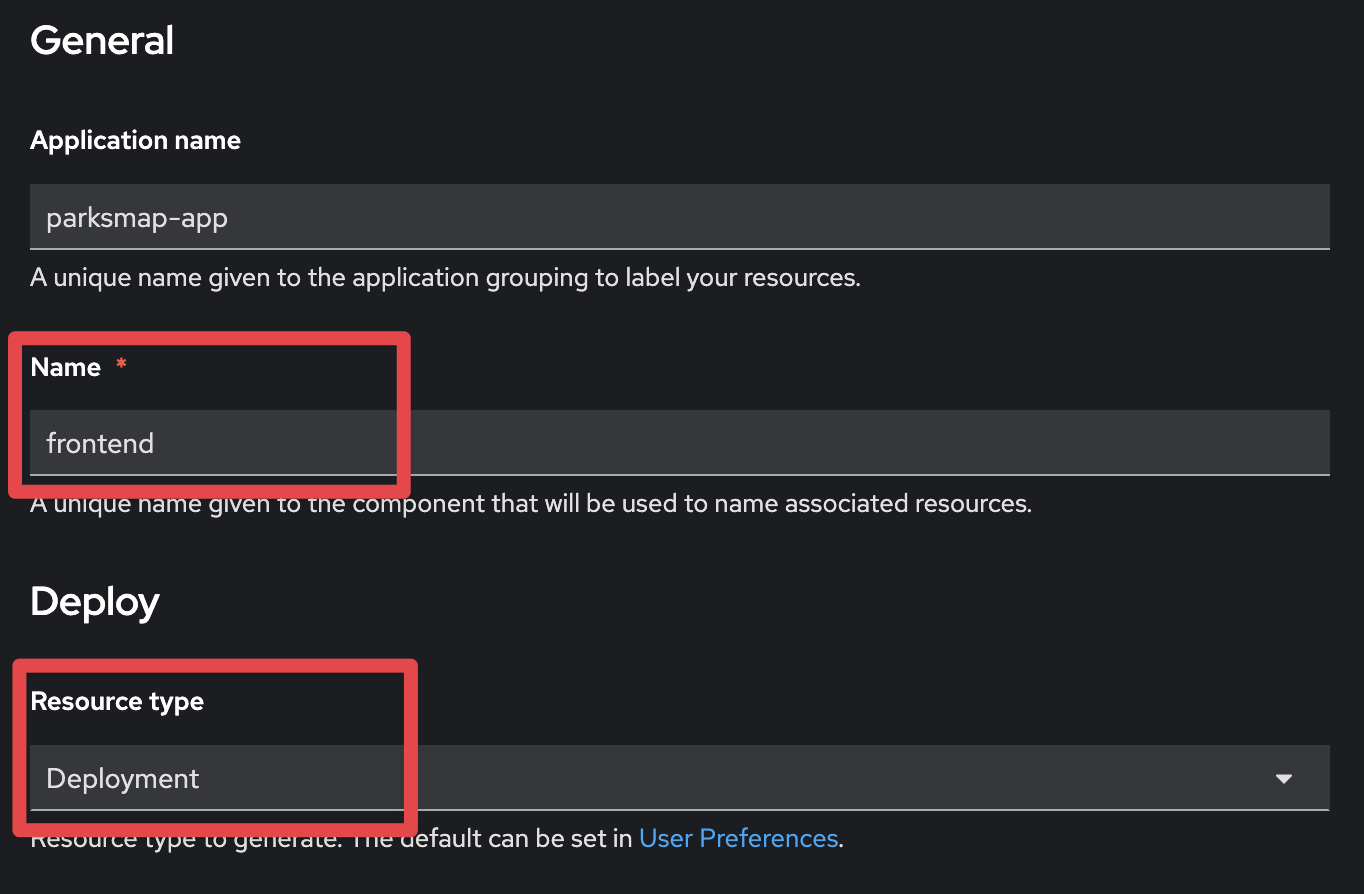 General
Application name
parksmap-app
A unique name given to the application grouping to label your resources.
Name *
frontend
A unique name given to the component that will be used to name associated resources.
Deploy
Resource type
Deployment
Resource type to generate. The default can be set in User Preferences.